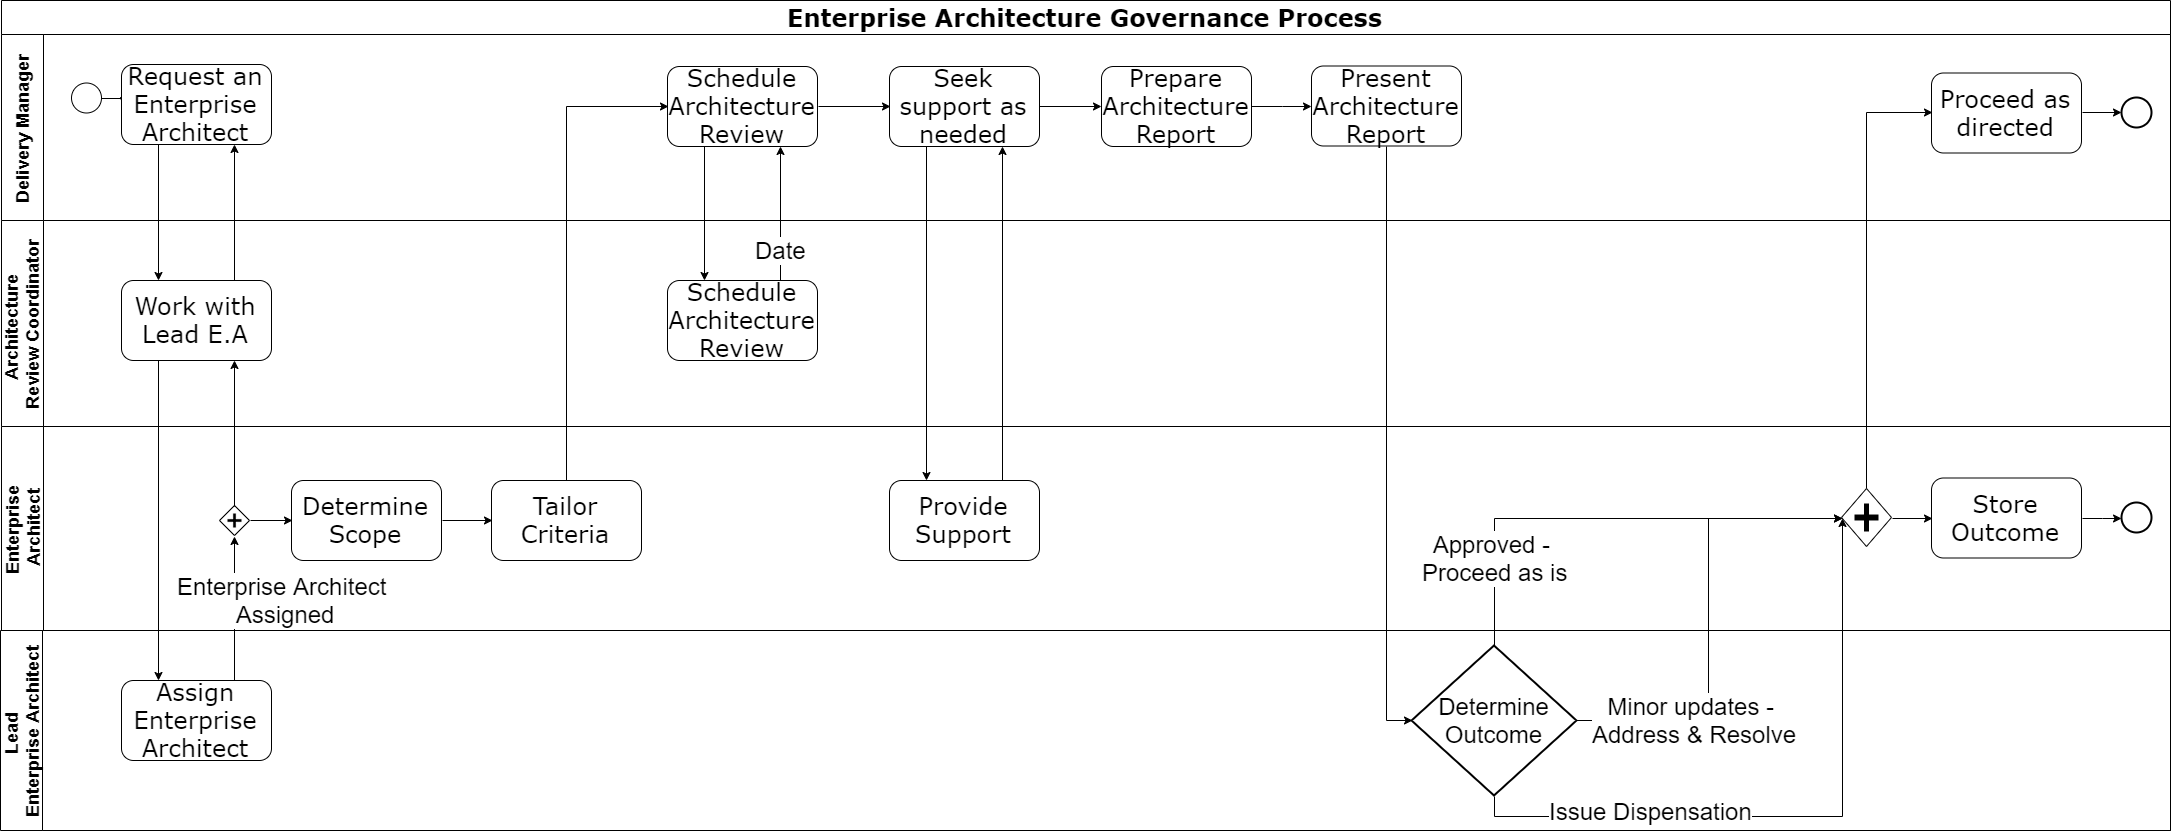 Enterprise Architecture Governance Process
Delivery Manager
Request an
Enterprise
Architect
Schedule
Architecture
Review
Seek
support as
needed
Prepare
Architecture
Report
Present
Architecture
Report
Proceed as
directed
Architecture
Review Coordinator
Work with
Lead E.A
Date
Schedule
Architecture
Review
Enterprise
Architect
Determine
Scope
Tailor
Criteria
Provide
Support
Store
Outcome
Enterprise Architect
Assigned
Approved -
Proceed as is
Lead
Enterprise Architect
Assign
Enterprise
Architect
Determine
Outcome
Minor updates -
Address & Resolve
Issue Dispensation